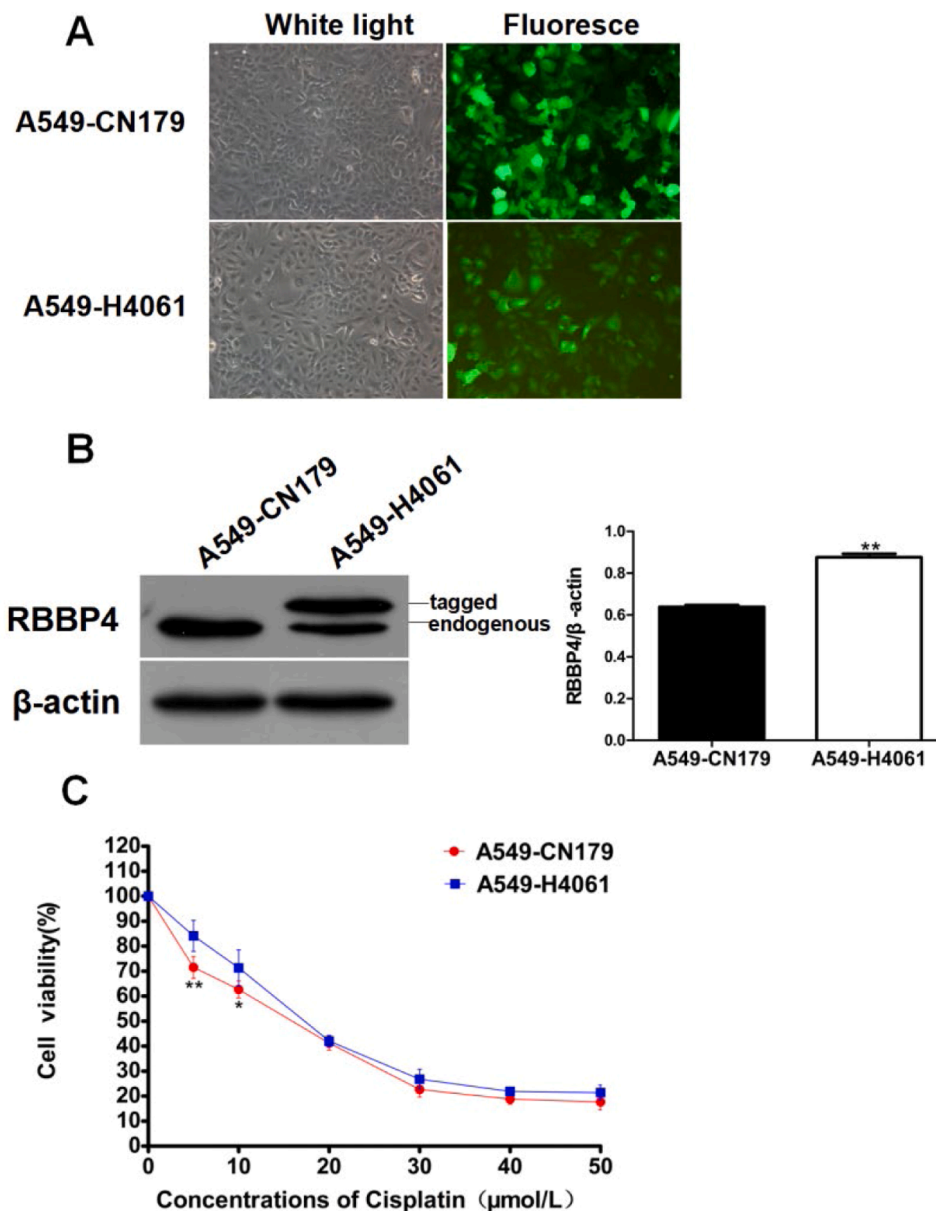 A
White light
Fluoresce
A549-CN179
A549-H4061
B
A549-CN179
A549-H4061
RBBP4
tagged
endogenous
β-actin
RBBP4/β -actin
1.0
0.8
0.6
0.4
0.2
0.0
**
A549-CN179
A549-H4061
C
Cell viability(%)
120
110
100
90
80
70
60
50
40
30
20
10
0
A549-CN179
A549-H4061
**
*
0 10 20 30 40 50
Concentrations of Cisplatin（μmol/L）